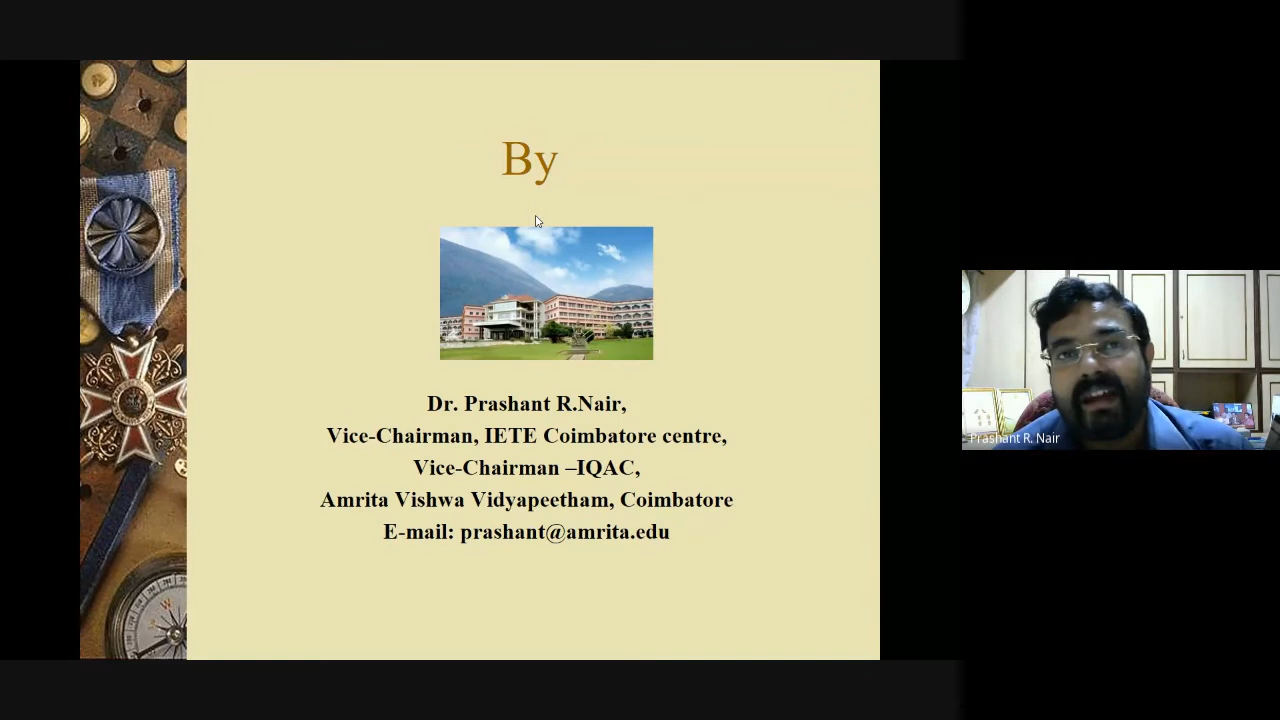 By
Dr. Prashant R.Nair,
Vice-Chairman, IETE Coimbatore centre,
Vice-Chairman –IQAC,
Amrita Vishwa Vidyapeetham, Coimbatore
E-mail: prashant@amrita.edu
Prashant R. Nair